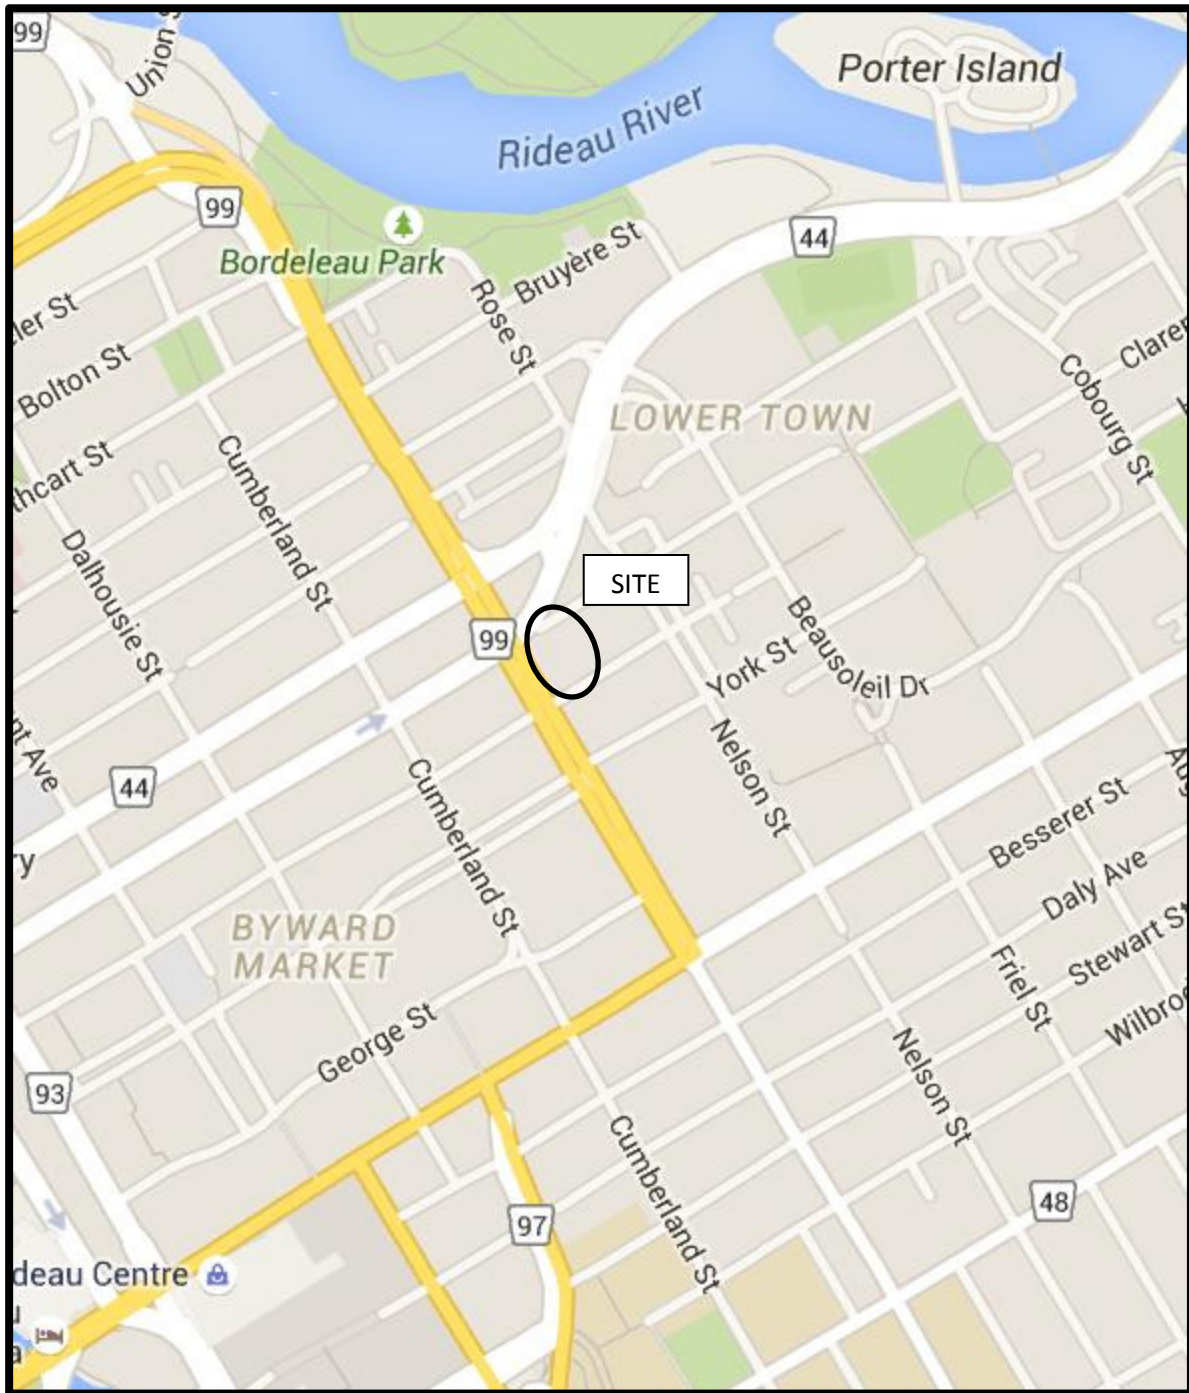 99
Union S
Porter Island
Rideau River
99
44
Bordeleau Park
Bruyère St
Rose St
ler St
Bolton St
Claren
Cobourg St
LOWER TOWN
thcart St
Cumberland St
Dalhousie St
SITE
99
Beausoleil Dr
York St
nt Ave
Nelson St
44
Aug
Cumberland St
Besserer St
ry
Daly Ave
BYWARD
MARKET
Stewart St
Friel St
George St
Wilbro
Nelson St
93
Cumberland St
48
97
deau Centre
u
a